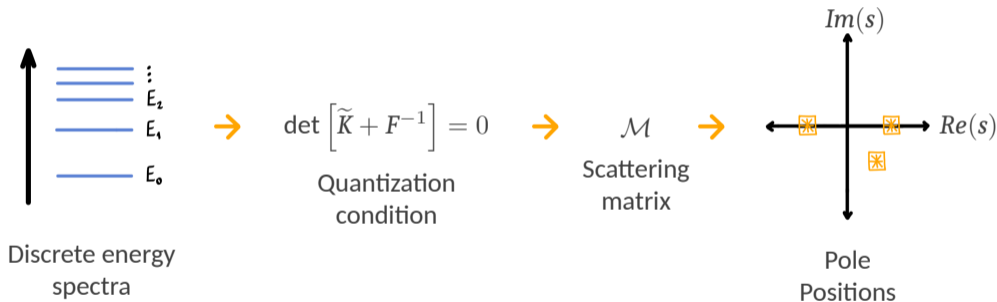 ⋮
E₂
E₁
E₀
Discrete energy
spectra
det [K̃ + F⁻¹] = 0
Quantization
condition
ℳ
Scattering
matrix
Im(s)
Re(s)
Pole
Positions